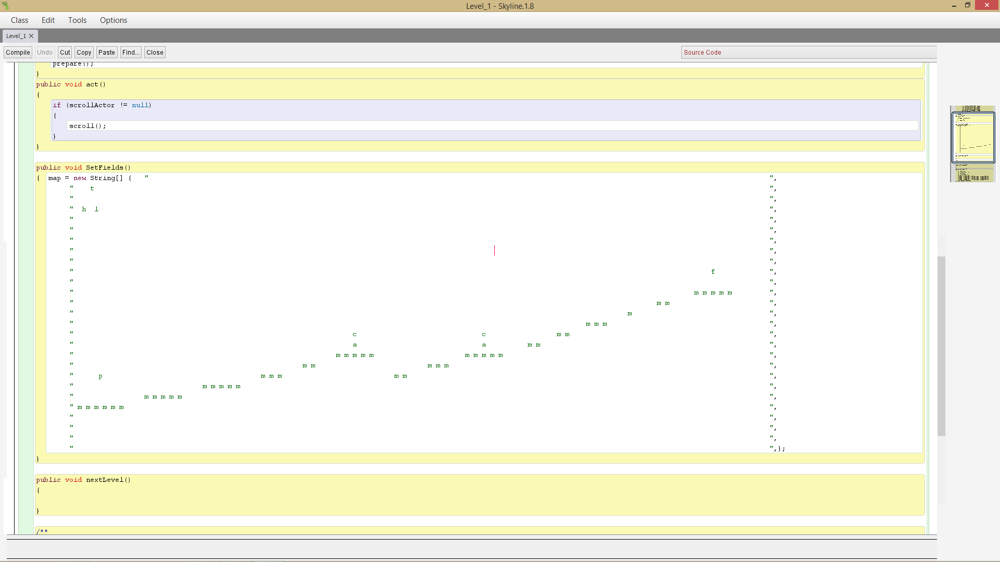 Level_1 - Skyline.1.8
Class Edit Tools Options
Level_1
Compile Undo Cut Copy Paste Find... Close Source Code
prepare();
}
public void act()
{
if (scrollActor != null)
{
scroll();
}
}
public void SetFields()
{ map = new String[] { " ",
" t ",
" ",
" h l ",
" ",
" ",
" ",
" ",
" ",
" f ",
" ",
" m m m m m ",
" m m ",
" m ",
" m m m ",
" c c m m ",
" a a m m ",
" m m m m m m m m m m ",
" m m m m m ",
" p m m m m m ",
" m m m m m ",
" m m m m m ",
" m m m m m m ",
" ",
" ",
" ",
" ",};
}
public void nextLevel()
{
}
/**